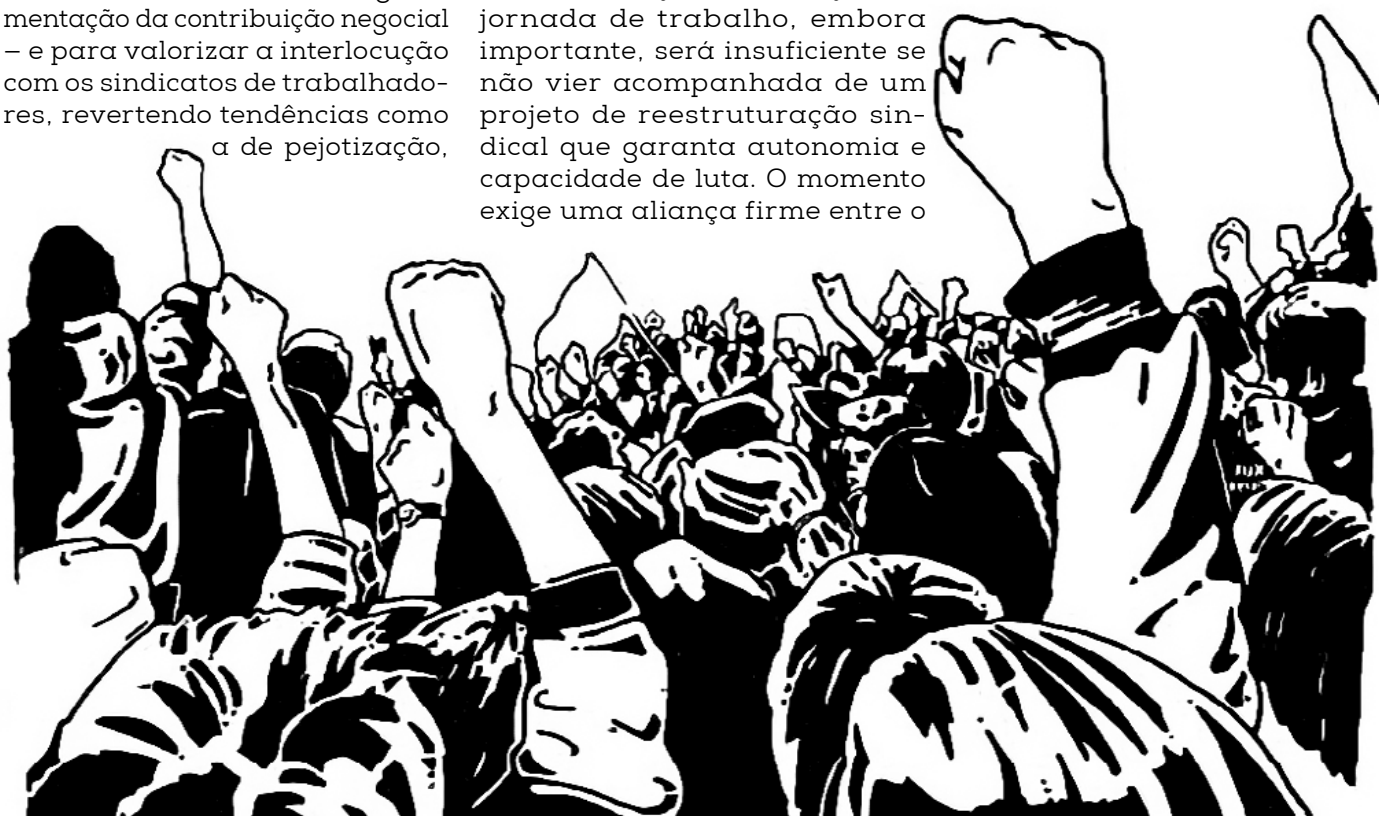 mentação da contribuição negocial
– e para valorizar a interlocução
com os sindicatos de trabalhado-
res, revertendo tendências como
a de pejotização,
jornada de trabalho, embora
importante, será insuficiente se
não vier acompanhada de um
projeto de reestruturação sin-
dical que garanta autonomia e
capacidade de luta. O momento
exige uma aliança firme entre o